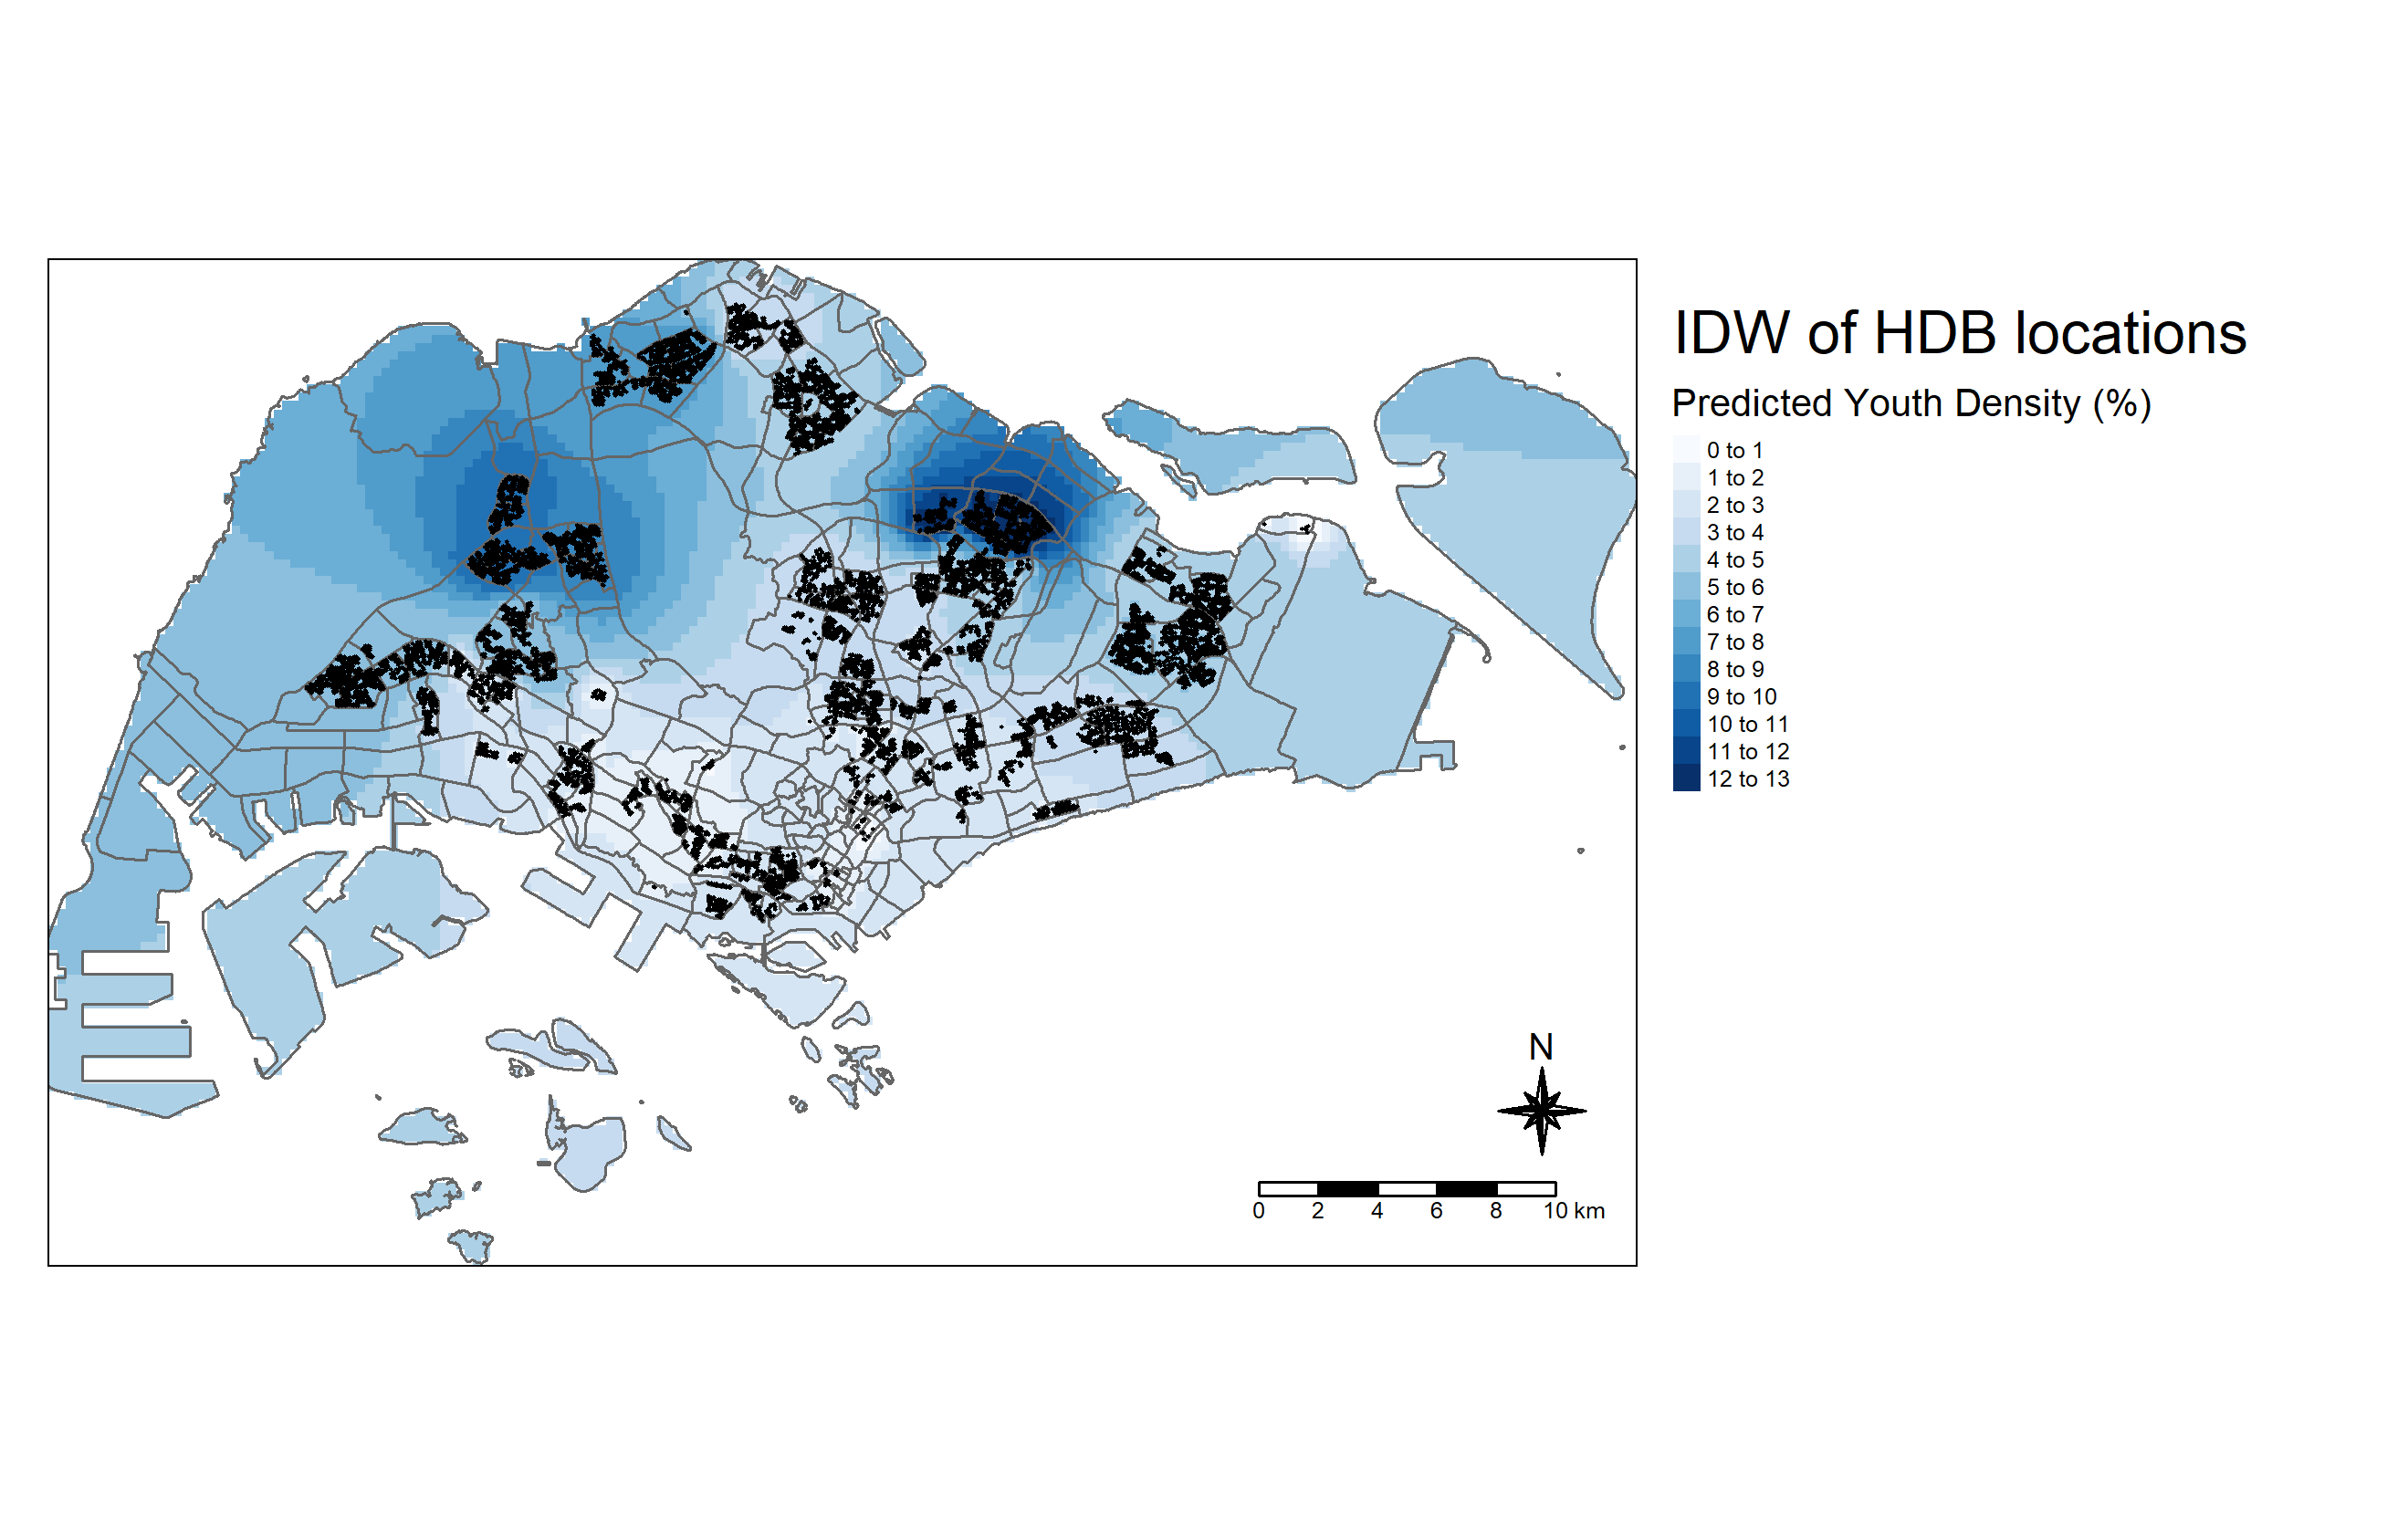 IDW of HDB locations
Predicted Youth Density (%)
0 to 1
1 to 2
2 to 3
3 to 4
4 to 5
5 to 6
6 to 7
7 to 8
8 to 9
9 to 10
10 to 11
11 to 12
12 to 13
N
0 2 4 6 8 10 km